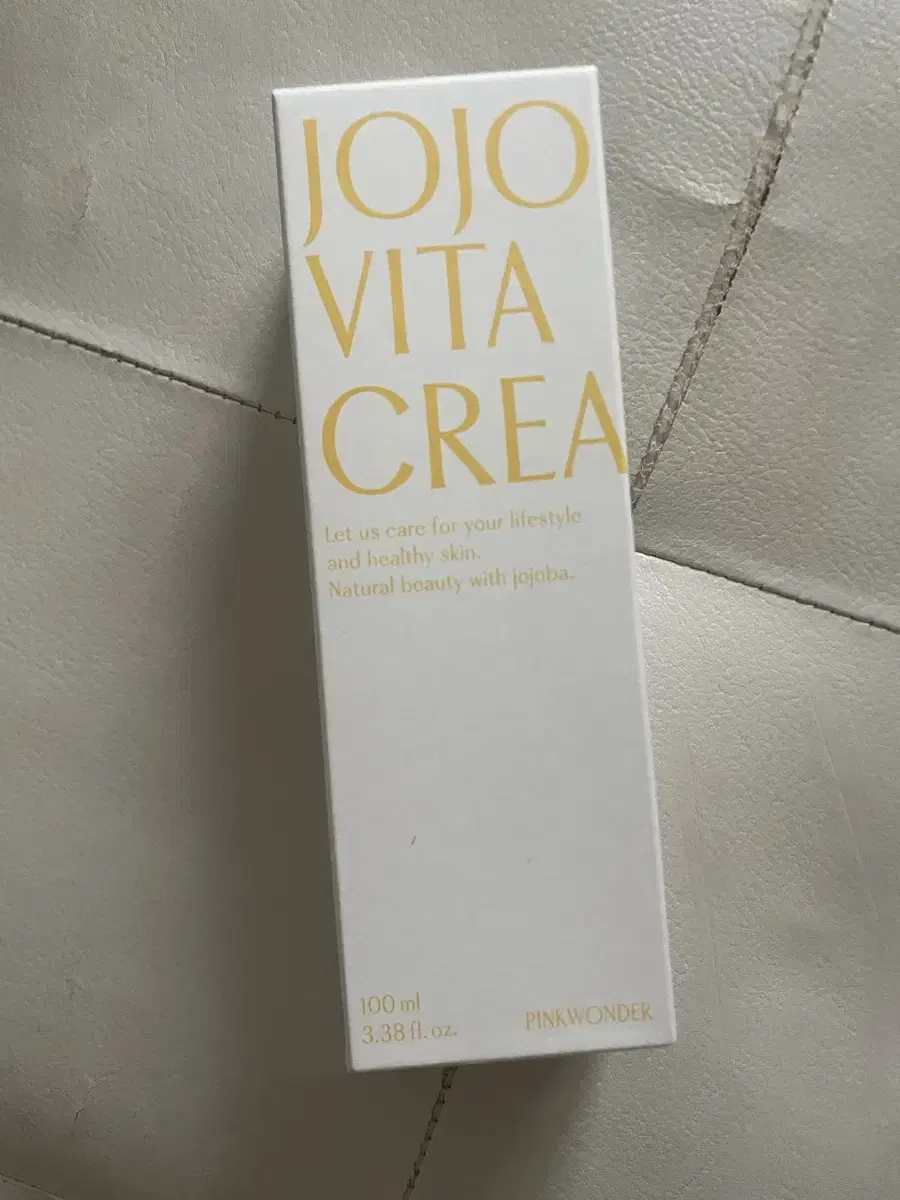 JOJO
VITA
CREA
Let us care for your lifestyle
and healthy skin.
Natural beauty with jojoba.
100 ml
3.38 fl. oz.
PINKWONDER